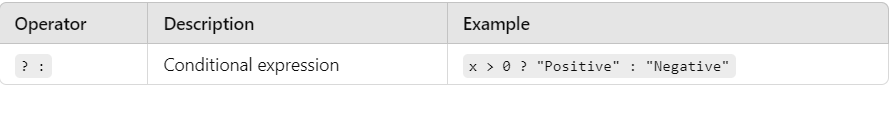 Operator Description Example
? : Conditional expression x > 0 ? "Positive" : "Negative"